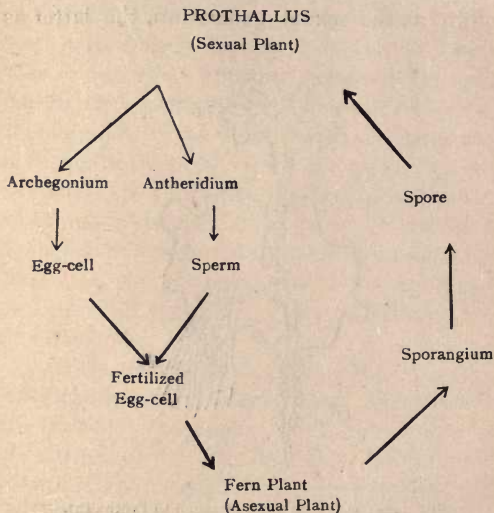 PROTHALLUS
(Sexual Plant)
Archegonium Antheridium
Spore
Egg-cell Sperm
Sporangium
Fertilized
Egg-cell
Fern Plant
(Asexual Plant)